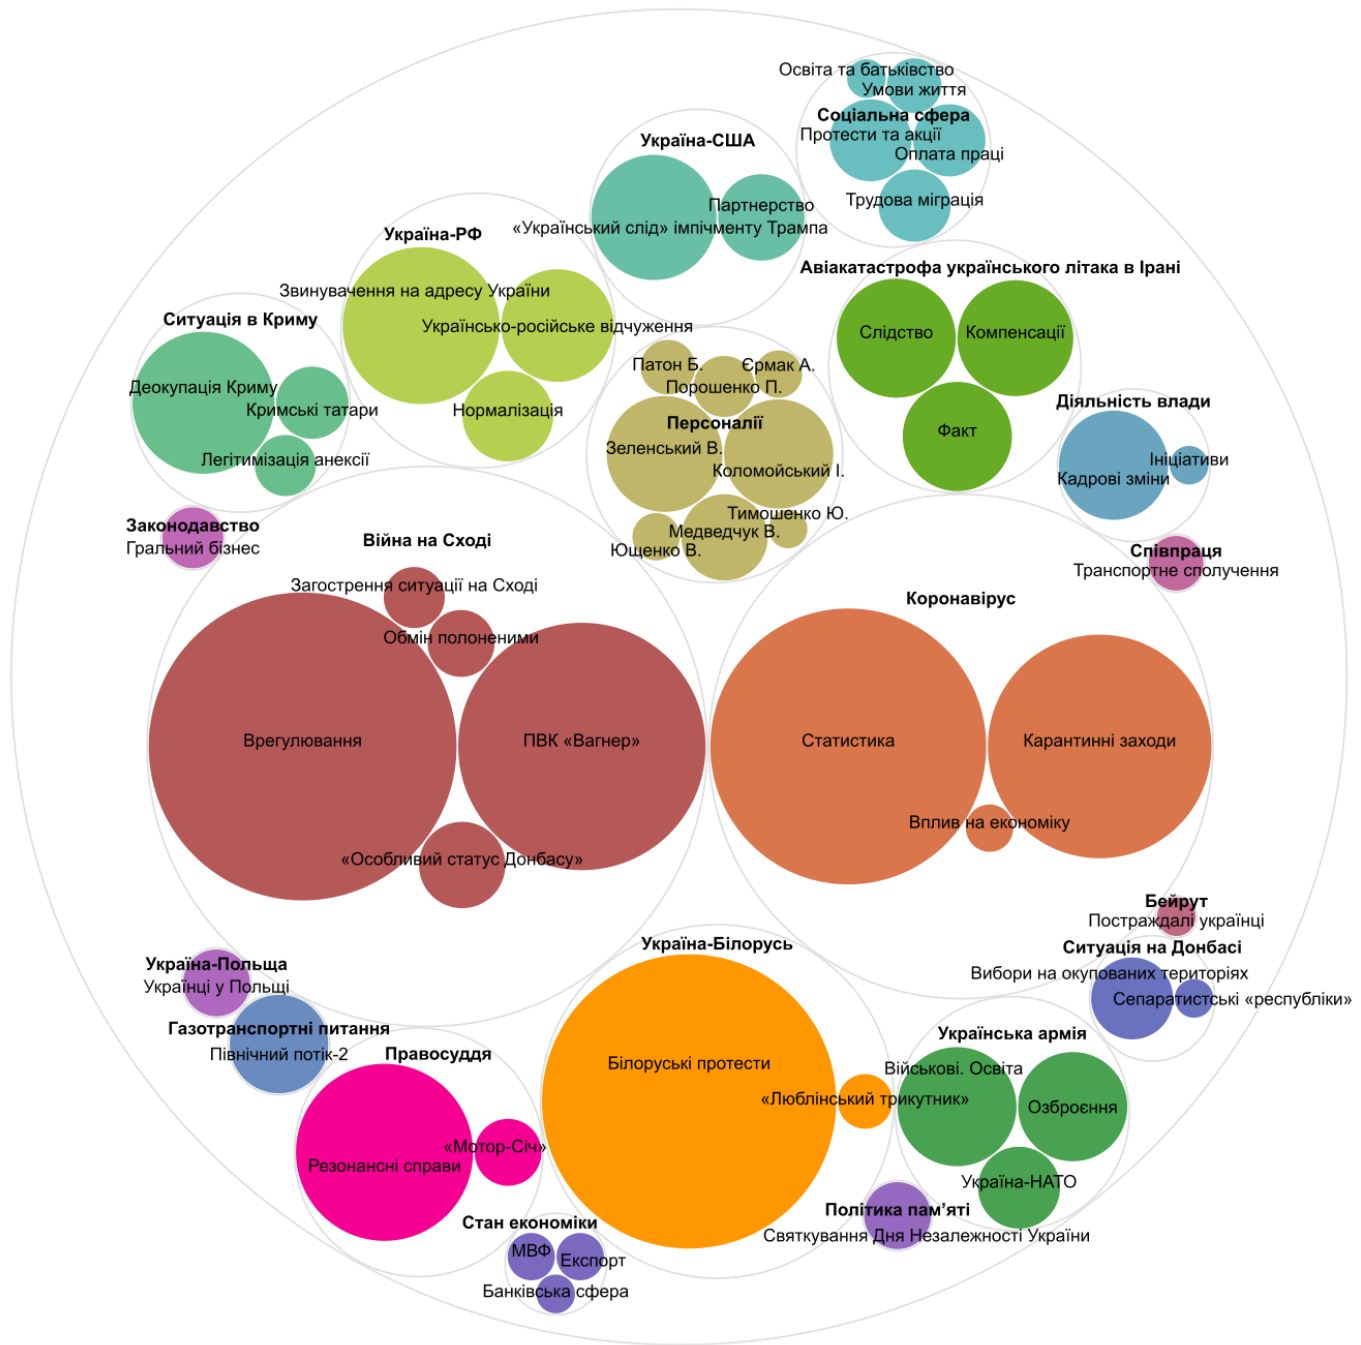 Освіта та батьківство
Умови життя
Соціальна сфера
Протести та акції
Оплата праці
Трудова міграція
Україна-США
Партнерство
«Український слід» імпічменту Трампа
Україна-РФ
Звинувачення на адресу України
Українсько-російське відчуження
Нормалізація
Авіакатастрофа українського літака в Ірані
Слідство
Компенсації
Факт
Ситуація в Криму
Деокупація Криму
Кримські татари
Легітимізація анексії
Патон Б.
Єрмак А.
Порошенко П.
Персоналії
Зеленський В.
Коломойський І.
Тимошенко Ю.
Медведчук В.
Ющенко В.
Діяльність влади
Ініціативи
Кадрові зміни
Законодавство
Гральний бізнес
Співпраця
Транспортне сполучення
Війна на Сході
Загострення ситуації на Сході
Обмін полоненими
Врегулювання
ПВК «Вагнер»
«Особливий статус Донбасу»
Коронавірус
Статистика
Карантинні заходи
Вплив на економіку
Бейрут
Постраждалі українці
Ситуація на Донбасі
Вибори на окупованих територіях
Сепаратистські «республіки»
Україна-Польща
Українці у Польщі
Газотранспортні питання
Північний потік-2
Україна-Білорусь
Білоруські протести
«Люблінський трикутник»
Українська армія
Військові. Освіта
Озброєння
Україна-НАТО
Правосуддя
«Мотор-Січ»
Резонансні справи
Політика пам’яті
Святкування Дня Незалежності України
Стан економіки
МВФ
Експорт
Банківська сфера